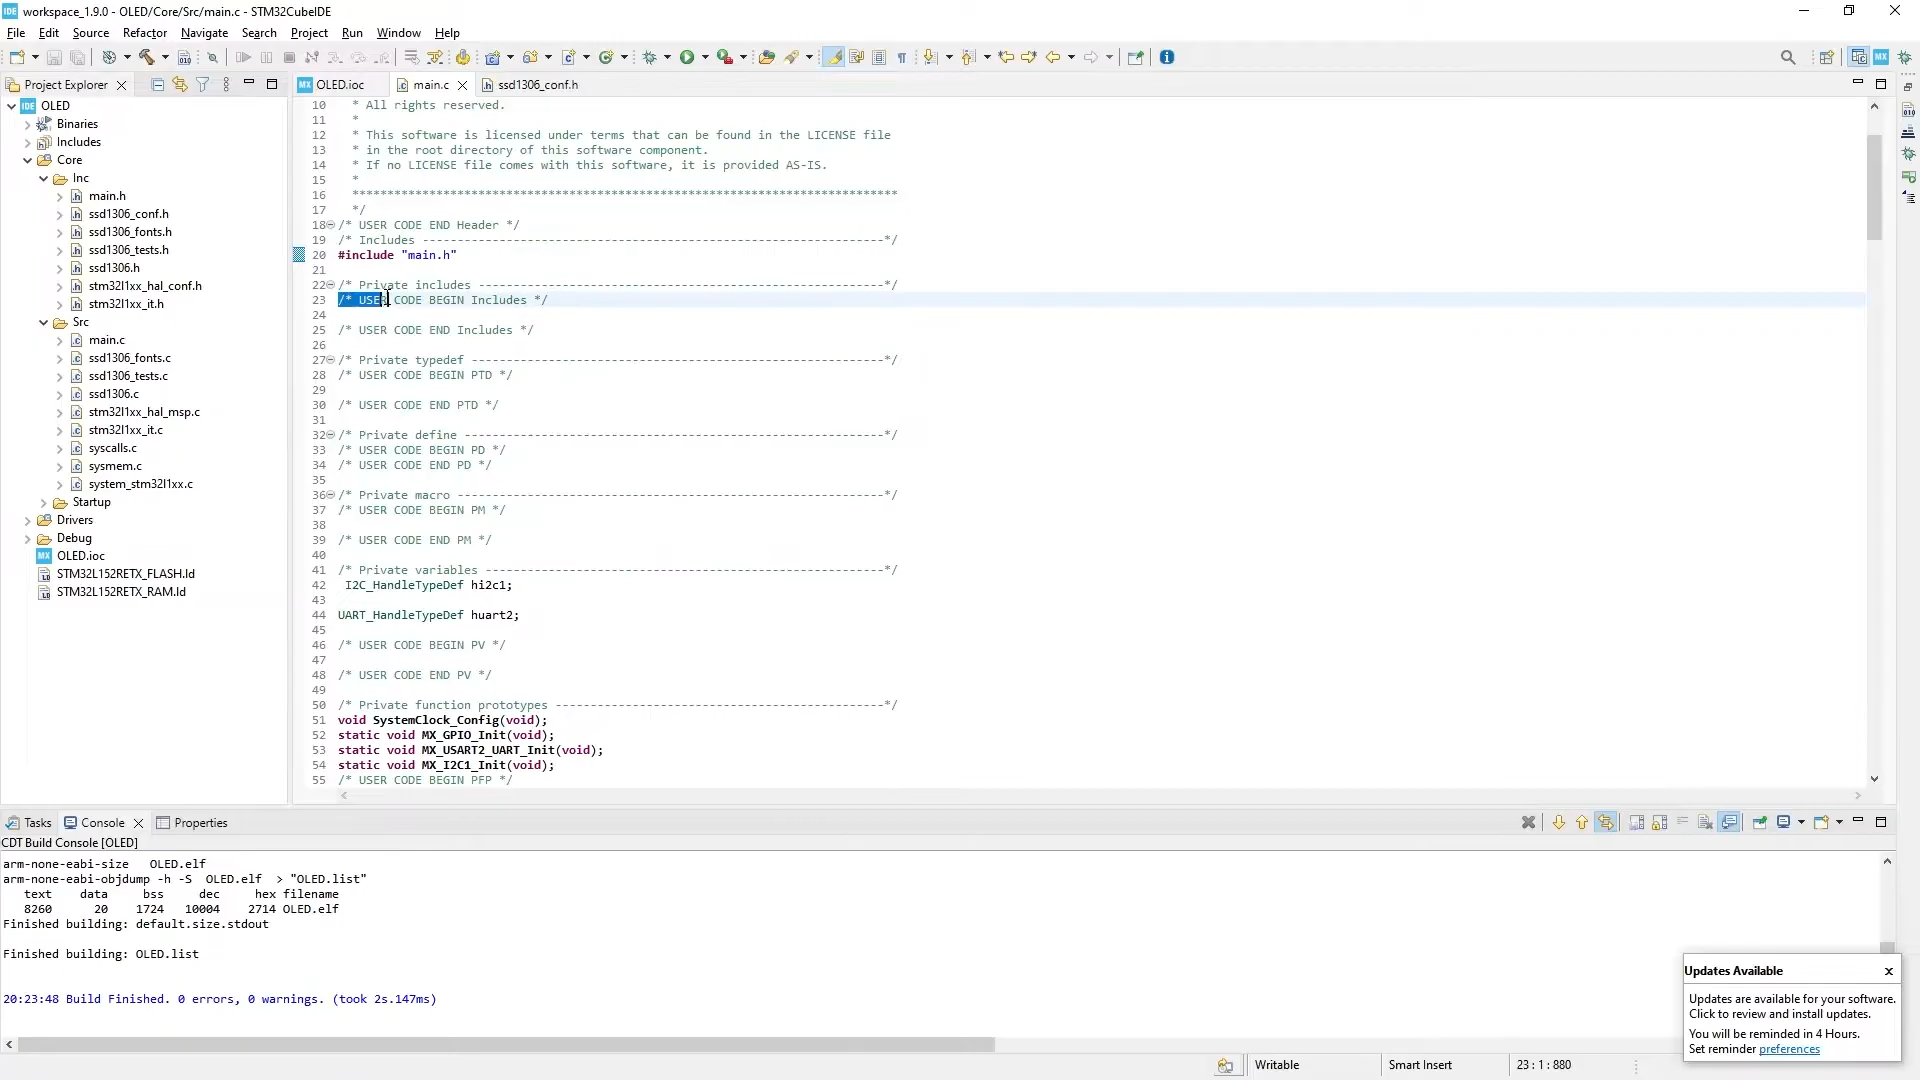 workspace_1.9.0 - OLED/Core/Src/main.c - STM32CubeIDE
File Edit Source Refactor Navigate Search Project Run Window Help
Project Explorer
OLED
Binaries
Includes
Core
Inc
main.h
ssd1306_conf.h
ssd1306_fonts.h
ssd1306_tests.h
ssd1306.h
stm32l1xx_hal_conf.h
stm32l1xx_it.h
Src
main.c
ssd1306_fonts.c
ssd1306_tests.c
ssd1306.c
stm32l1xx_hal_msp.c
stm32l1xx_it.c
syscalls.c
sysmem.c
system_stm32l1xx.c
Startup
Drivers
Debug
OLED.ioc
STM32L152RETX_FLASH.ld
STM32L152RETX_RAM.ld
OLED.ioc main.c ssd1306_conf.h
10 * All rights reserved.
11 *
12 * This software is licensed under terms that can be found in the LICENSE file
13 * in the root directory of this software component.
14 * If no LICENSE file comes with this software, it is provided AS-IS.
15 *
16 ******************************************************************************
17 */
18 /* USER CODE END Header */
19 /* Includes ------------------------------------------------------------------*/
20 #include "main.h"
21
22 /* Private includes ----------------------------------------------------------*/
23 /* USER CODE BEGIN Includes */
24
25 /* USER CODE END Includes */
26
27 /* Private typedef -----------------------------------------------------------*/
28 /* USER CODE BEGIN PTD */
29
30 /* USER CODE END PTD */
31
32 /* Private define ------------------------------------------------------------*/
33 /* USER CODE BEGIN PD */
34 /* USER CODE END PD */
35
36 /* Private macro -------------------------------------------------------------*/
37 /* USER CODE BEGIN PM */
38
39 /* USER CODE END PM */
40
41 /* Private variables ---------------------------------------------------------*/
42 I2C_HandleTypeDef hi2c1;
43
44 UART_HandleTypeDef huart2;
45
46 /* USER CODE BEGIN PV */
47
48 /* USER CODE END PV */
49
50 /* Private function prototypes -----------------------------------------------*/
51 void SystemClock_Config(void);
52 static void MX_GPIO_Init(void);
53 static void MX_USART2_UART_Init(void);
54 static void MX_I2C1_Init(void);
55 /* USER CODE BEGIN PFP */
Tasks Console Properties
CDT Build Console [OLED]
arm-none-eabi-size OLED.elf
arm-none-eabi-objdump -h -S OLED.elf > "OLED.list"
text data bss dec hex filename
8260 20 1724 10004 2714 OLED.elf
Finished building: default.size.stdout
Finished building: OLED.list
20:23:48 Build Finished. 0 errors, 0 warnings. (took 2s.147ms)
Updates Available
Updates are available for your software.
Click to review and install updates.
You will be reminded in 4 Hours.
Set reminder preferences
Writable Smart Insert 23 : 1 : 880